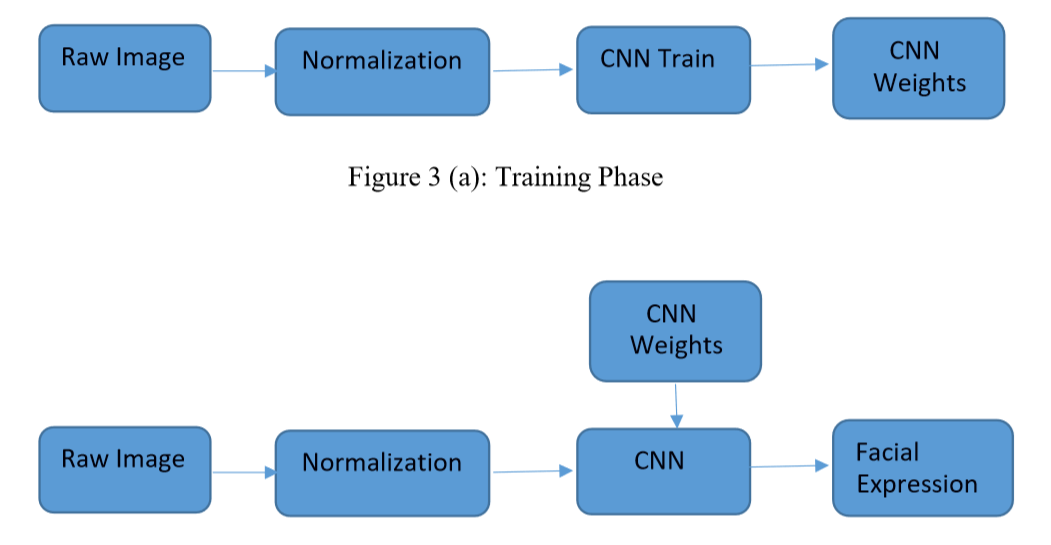 Raw Image
Normalization
CNN Train
CNN
Weights
Figure 3 (a): Training Phase
CNN
Weights
Raw Image
Normalization
CNN
Facial
Expression